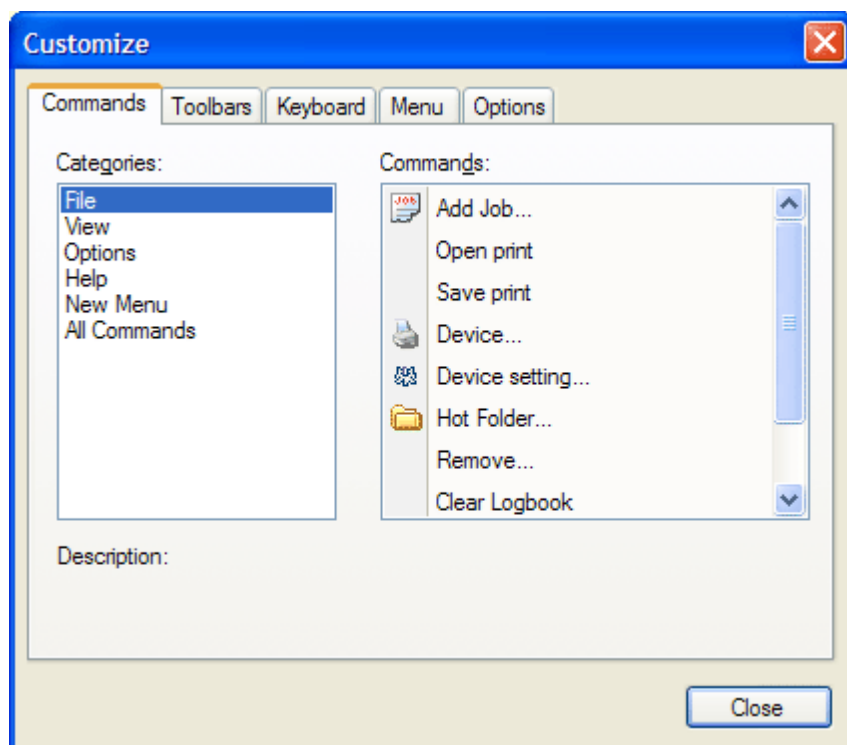 Customize
Commands Toolbars Keyboard Menu Options
Categories:
File
View
Options
Help
New Menu
All Commands
Commands:
JOB
Add Job...
Open print
Save print
Device...
Device setting...
Hot Folder...
Remove...
Clear Logbook
Description:
Close